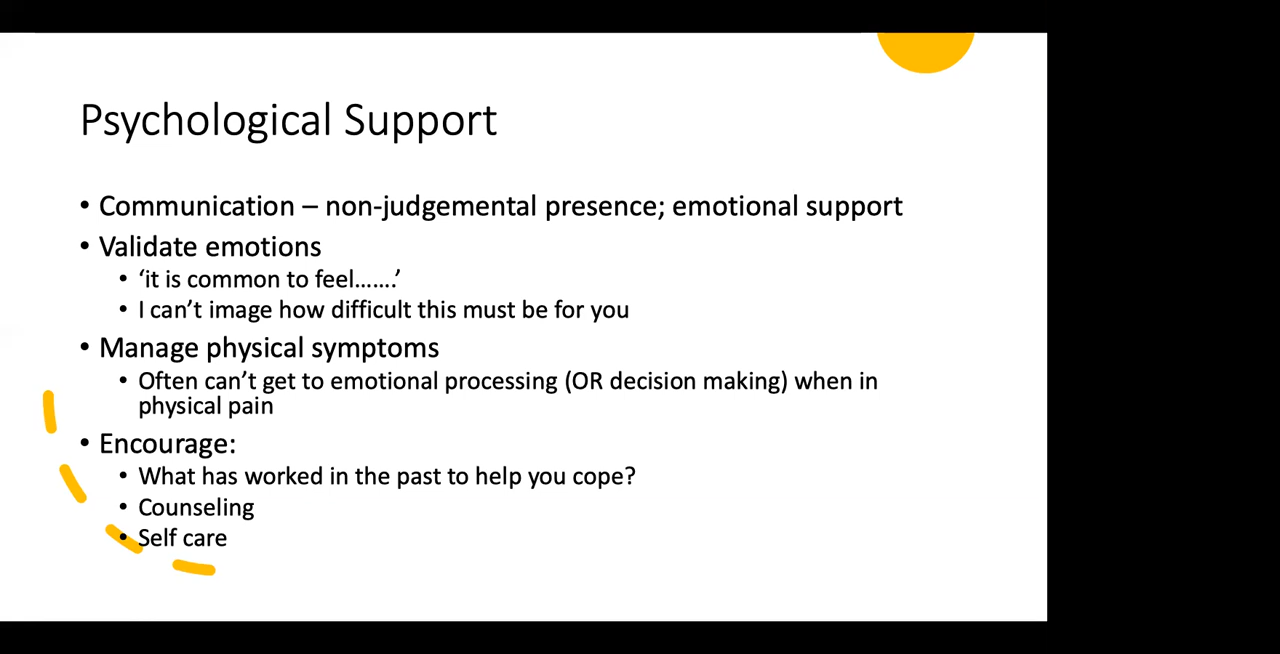 Psychological Support
• Communication – non-judgemental presence; emotional support
• Validate emotions
• ‘it is common to feel…….’
• I can’t image how difficult this must be for you
• Manage physical symptoms
• Often can’t get to emotional processing (OR decision making) when in
physical pain
• Encourage:
• What has worked in the past to help you cope?
• Counseling
• Self care